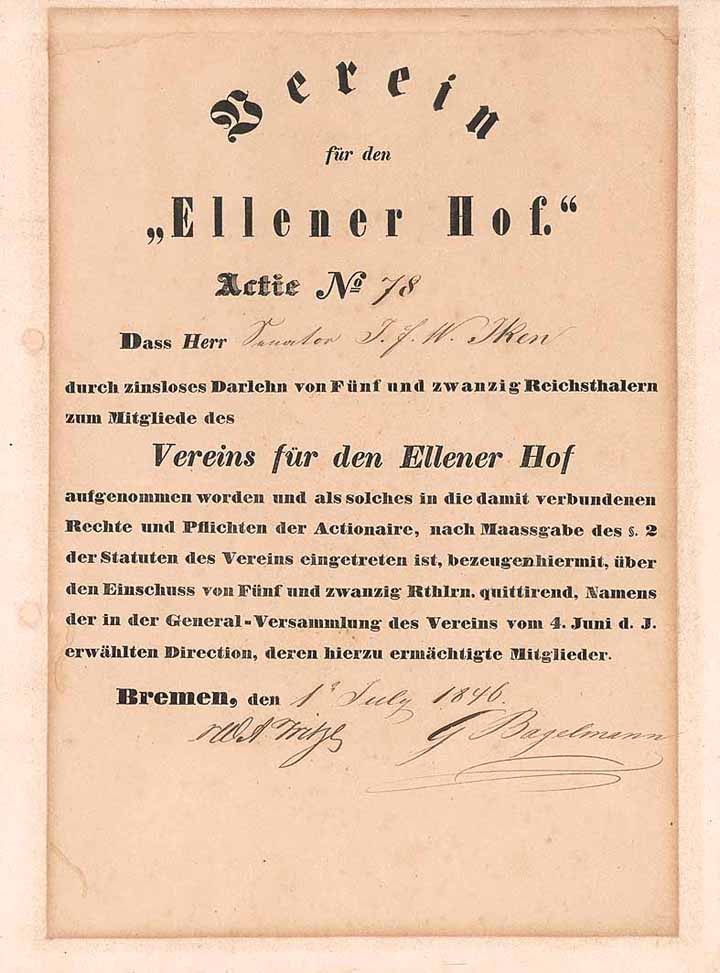 Verein
für den
„Ellener Hof.“
Actie No 78
Dass Herr Senator J. f. W. Iken
durch zinsloses Darlehn von Fünf und zwanzig Reichsthalern
zum Mitgliede des
Vereins für den Ellener Hof
aufgenommen worden und als solches in die damit verbundenen
Rechte und Pflichten der Actionaire, nach Maassgabe des §. 2
der Statuten des Vereins eingetreten ist, bezeugen hiermit, über
den Einschuss von Fünf und zwanzig Rthlrn. quittirend, Namens
der in der General-Versammlung des Vereins vom 4. Juni d. J.
erwählten Direction, deren hierzu ermächtigte Mitglieder.
Bremen, den 1 July 1846.
Fritze G Bagelmann